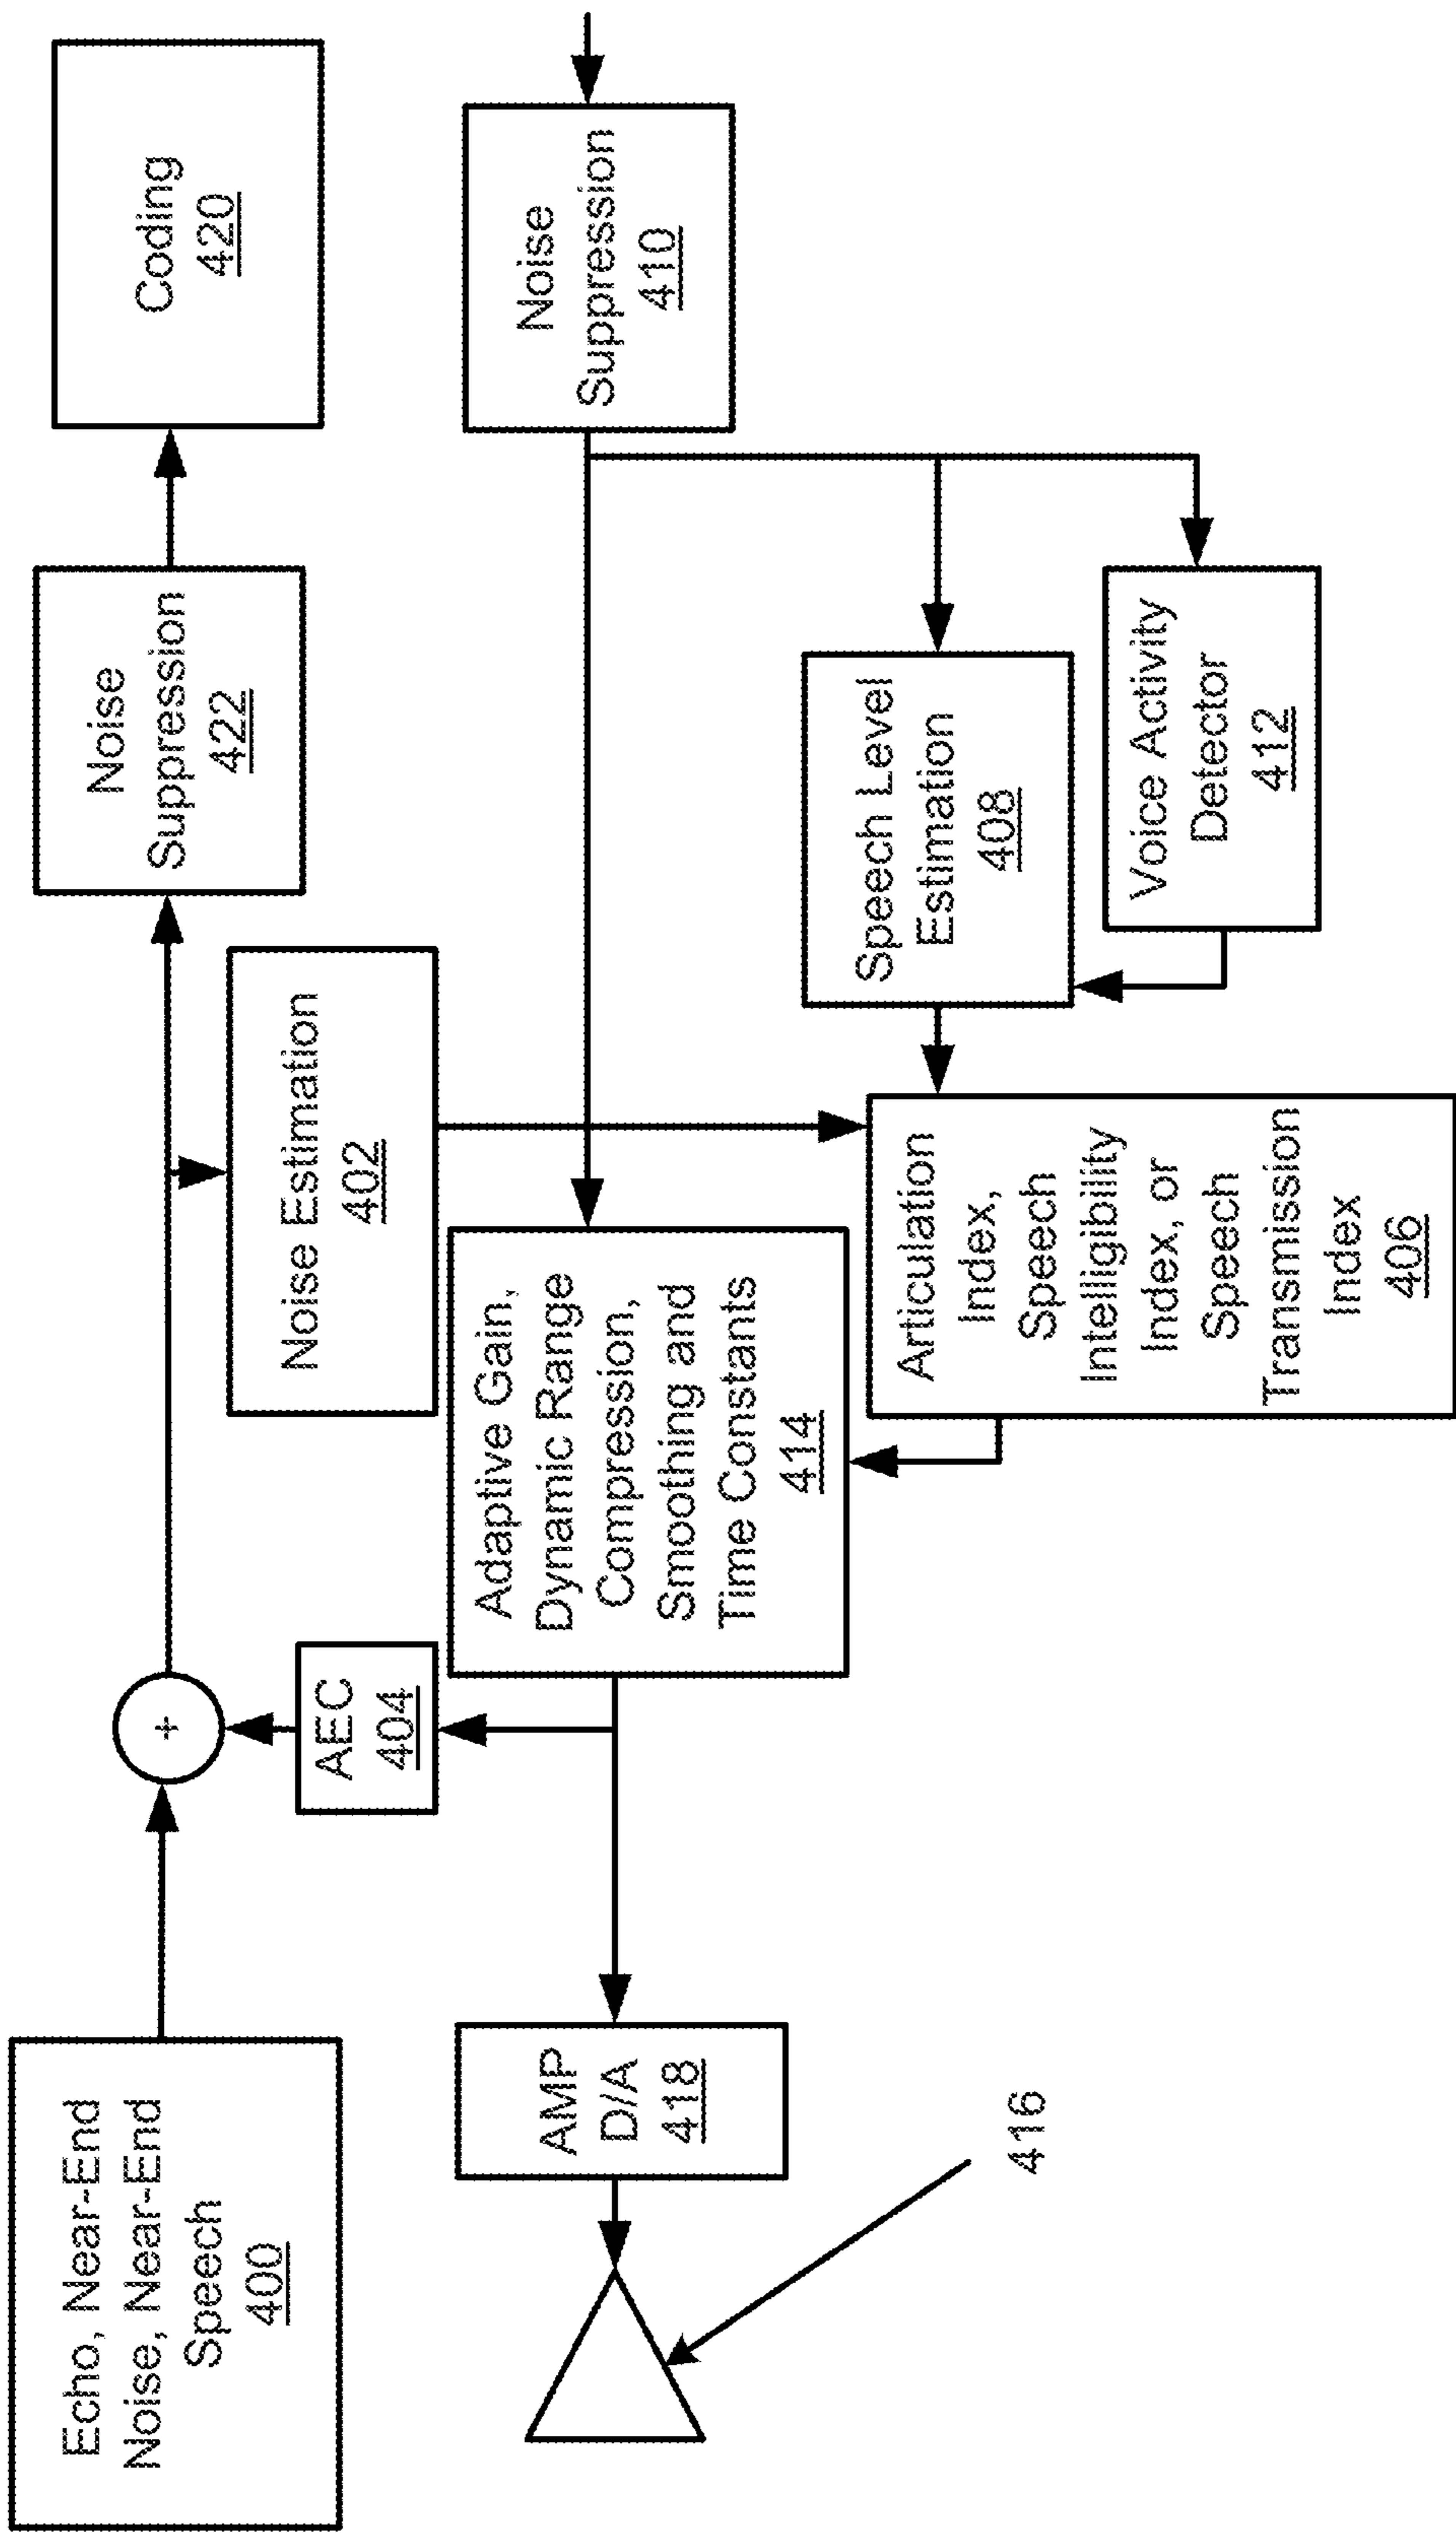 Echo, Near-End
Noise, Near-End
Speech
400
+
Noise
Suppression
422
Coding
420
AEC
404
Noise Estimation
402
AMP
D/A
418
416
Adaptive Gain,
Dynamic Range
Compression,
Smoothing and
Time Constants
414
Noise
Suppression
410
Articulation
Index,
Speech
Intelligibility
Index, or
Speech
Transmission
Index
406
Speech Level
Estimation
408
Voice Activity
Detector
412